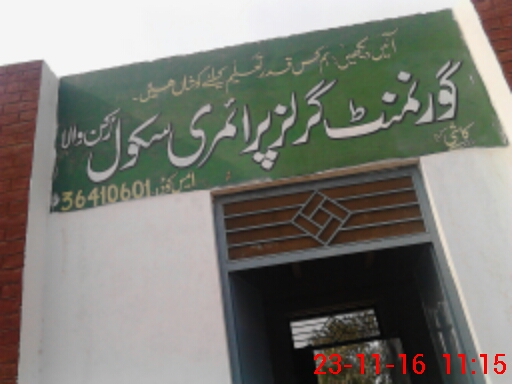 آئیں دیکھیں ہم کس قدر تعلیم کیلئے کوشاں ہیں۔
گورنمنٹ گرلز پرائمری سکول
والا
36410601
23-11-16 11:15